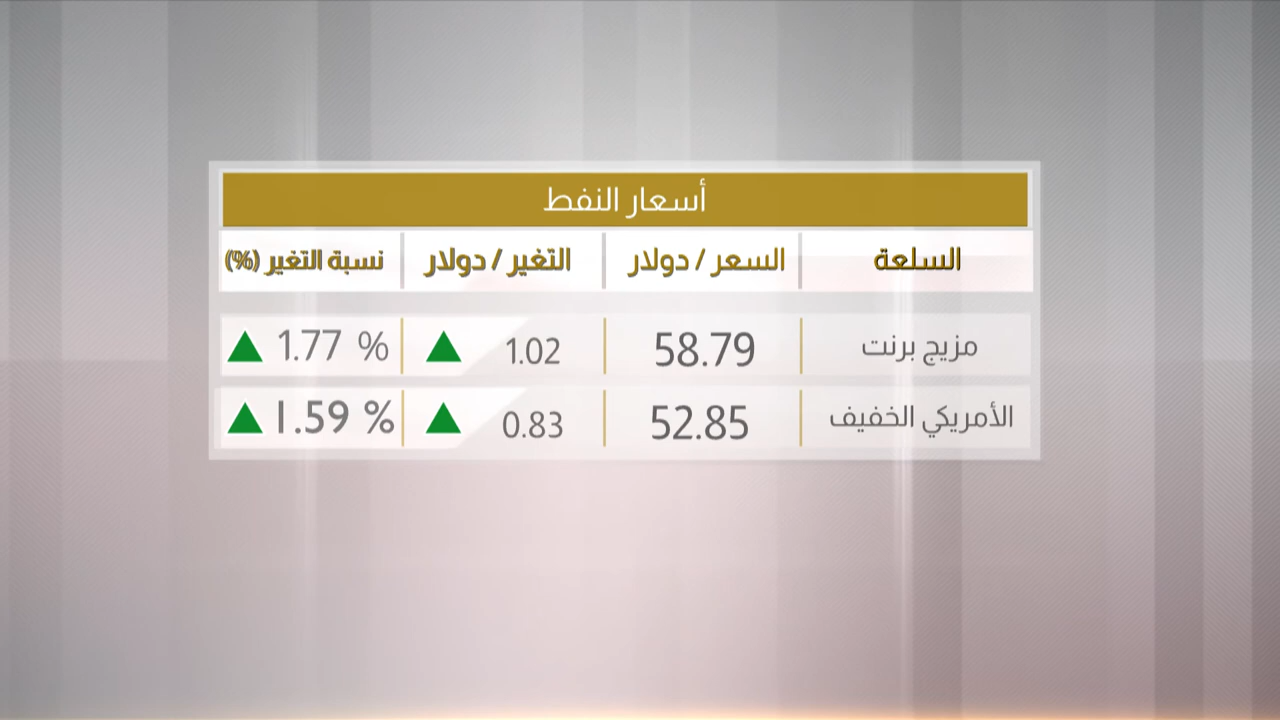 أسعار النفط
السلعة السعر / دولار التغير / دولار نسبة التغير (%)
مزيج برنت 58.79 1.02 1.77 %
الأمريكي الخفيف 52.85 0.83 1.59 %